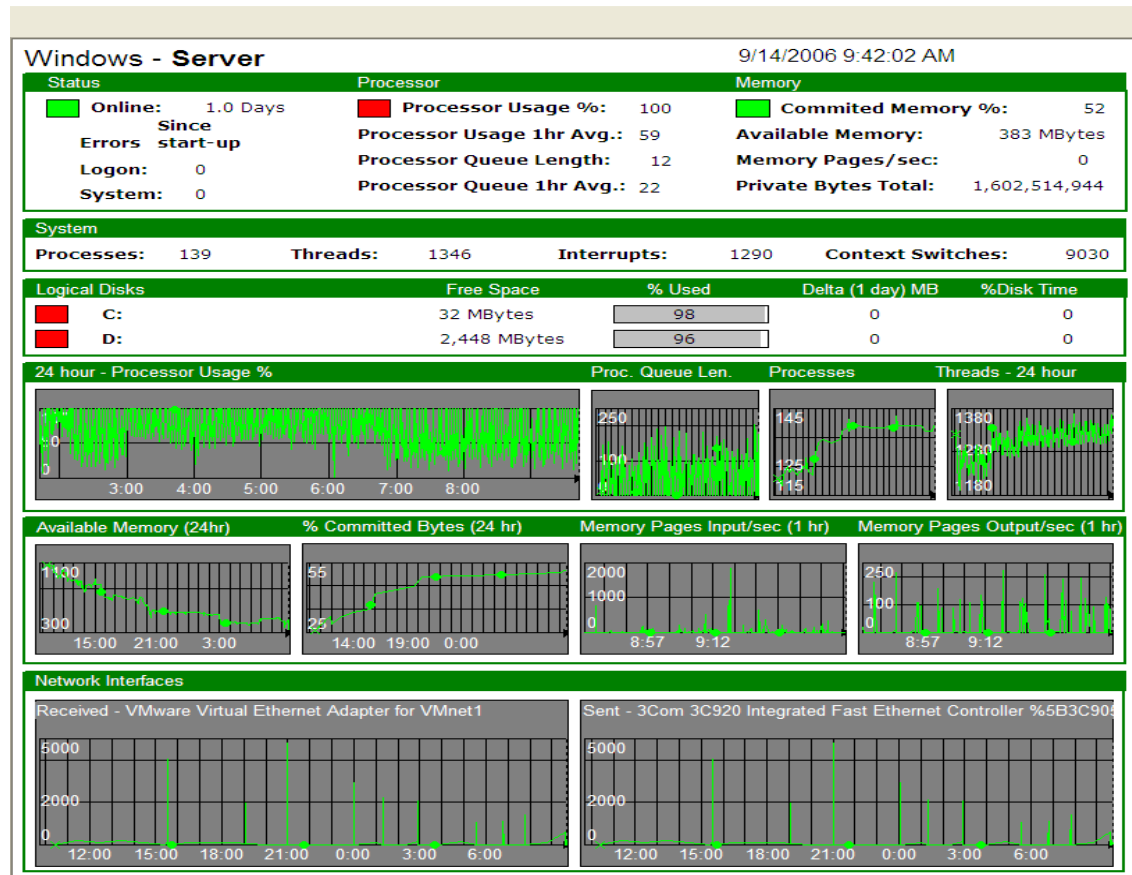 Windows - Server 9/14/2006 9:42:02 AM
Status Processor Memory
Online: 1.0 Days Processor Usage %: 100 Commited Memory %: 52
Since
Errors start-up Processor Usage 1hr Avg.: 59 Available Memory: 383 MBytes
Logon: 0 Processor Queue Length: 12 Memory Pages/sec: 0
System: 0 Processor Queue 1hr Avg.: 22 Private Bytes Total: 1,602,514,944
System
Processes: 139 Threads: 1346 Interrupts: 1290 Context Switches: 9030
Logical Disks Free Space % Used Delta (1 day) MB %Disk Time
C: 32 MBytes 98 0 0
D: 2,448 MBytes 96 0 0
24 hour - Processor Usage % Proc. Queue Len. Processes Threads - 24 hour
250 145 1380
0 100 125 1280
0 115 1180
3:00 4:00 5:00 6:00 7:00 8:00
Available Memory (24hr) % Committed Bytes (24 hr) Memory Pages Input/sec (1 hr) Memory Pages Output/sec (1 hr)
1100 55 2000 250
1000 100
300 25 0 0
15:00 21:00 3:00 14:00 19:00 0:00 8:57 9:12 8:57 9:12
Network Interfaces
Received - VMware Virtual Ethernet Adapter for VMnet1 Sent - 3Com 3C920 Integrated Fast Ethernet Controller %5B3C905
5000 5000
2000 2000
0 0
12:00 15:00 18:00 21:00 0:00 3:00 6:00 12:00 15:00 18:00 21:00 0:00 3:00 6:00